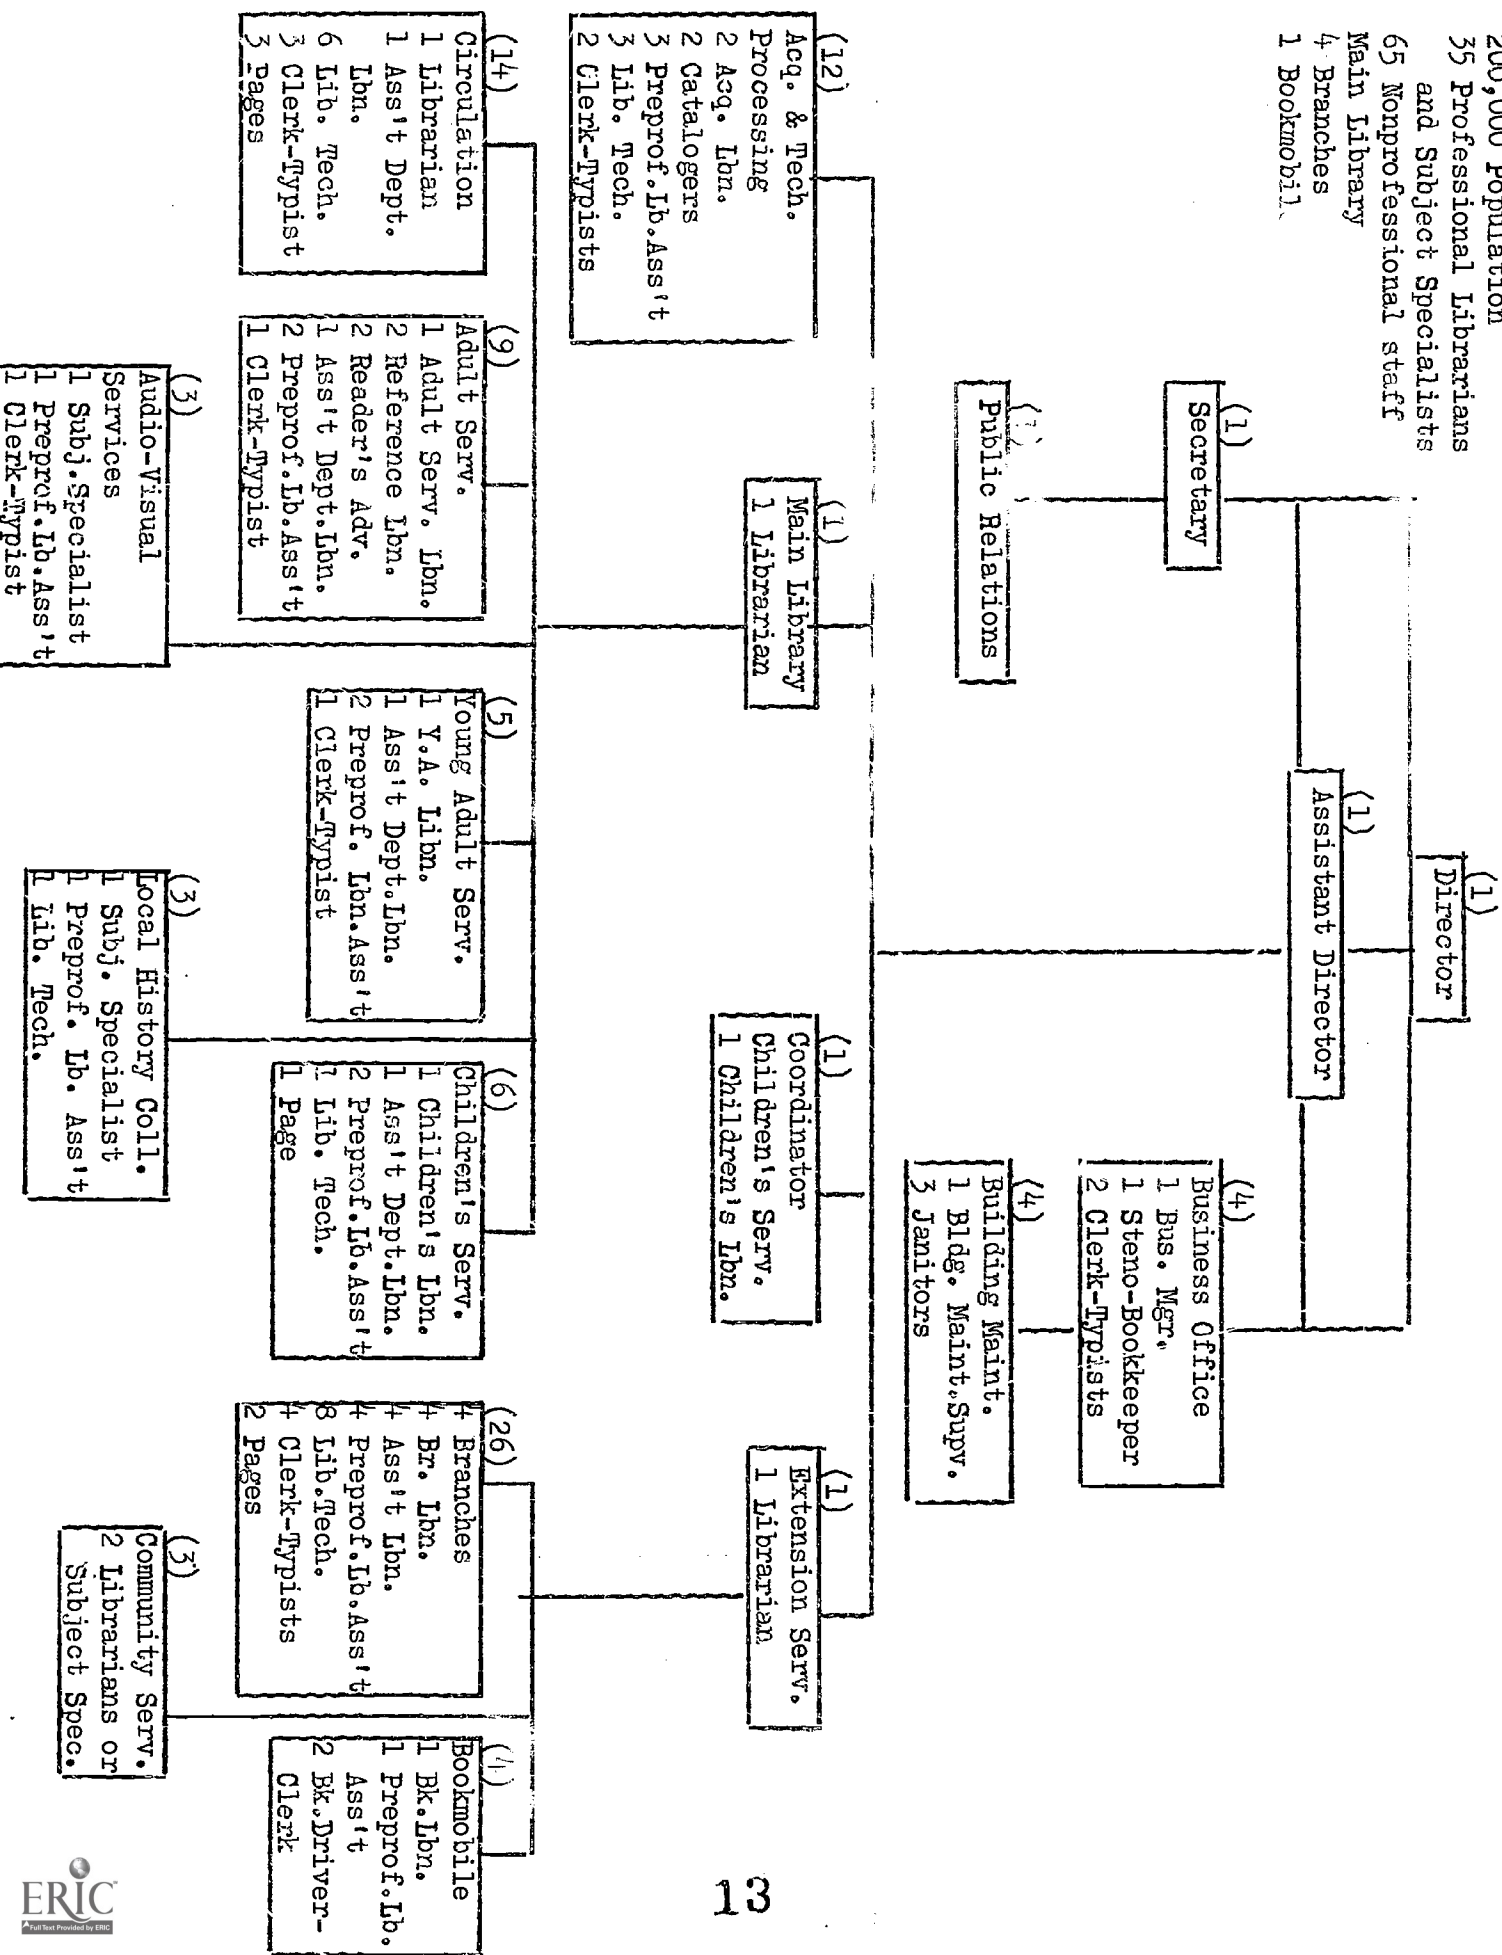 200,000 Population
35 Professional Librarians
and Subject Specialists
65 Nonprofessional staff
Main Library
4 Branches
1 Bookmobil
(1)
Director
(1)
Assistant Director
(1)
Secretary
(1)
Public Relations
(4)
Business Office
1 Bus. Mgr.
1 Steno-Bookkeeper
2 Clerk-Typists
(4)
Building Maint.
1 Bldg. Maint.Supv.
3 Janitors
(12)
Acq. & Tech.
Processing
2 Acq. Lbn.
2 Catalogers
3 Preprof.Lb.Ass't
3 Lib. Tech.
2 Clerk-Typists
(1)
Main Library
1 Librarian
(1)
Coordinator
Children's Serv.
1 Children's Lbn.
(1)
Extension Serv.
1 Librarian
(14)
Circulation
1 Librarian
1 Ass't Dept.
Lbn.
6 Lib. Tech.
3 Clerk-Typist
3 Pages
(9)
Adult Serv.
1 Adult Serv. Lbn.
2 Reference Lbn.
2 Reader's Adv.
1 Ass't Dept.Lbn.
2 Preprof.Lb.Ass't
1 Clerk-Typist
(5)
Young Adult Serv.
1 Y.A. Libn.
1 Ass't Dept.Lbn.
2 Preprof. Lbn.Ass't
1 Clerk-Typist
(6)
Children's Serv.
1 Children's Lbn.
1 Ass't Dept.Lbn.
2 Preprof.Lb.Ass't
1 Lib. Tech.
1 Page
(26)
4 Branches
4 Br. Lbn.
4 Ass't Lbn.
4 Preprof.Lb.Ass't
8 Lib.Tech.
4 Clerk-Typists
2 Pages
(4)
Bookmobile
1 Bk.Lbn.
1 Preprof.Lb.
Ass't
2 Bk.Driver-
Clerk
(3)
Audio-Visual
Services
1 Subj.Specialist
1 Preprof.Lb.Ass't
1 Clerk-Typist
(3)
Local History Coll.
1 Subj. Specialist
1 Preprof. Lb. Ass't
1 Lib. Tech.
(3)
Community Serv.
2 Librarians or
Subject Spec.
13
ERIC
Full Text Provided by ERIC